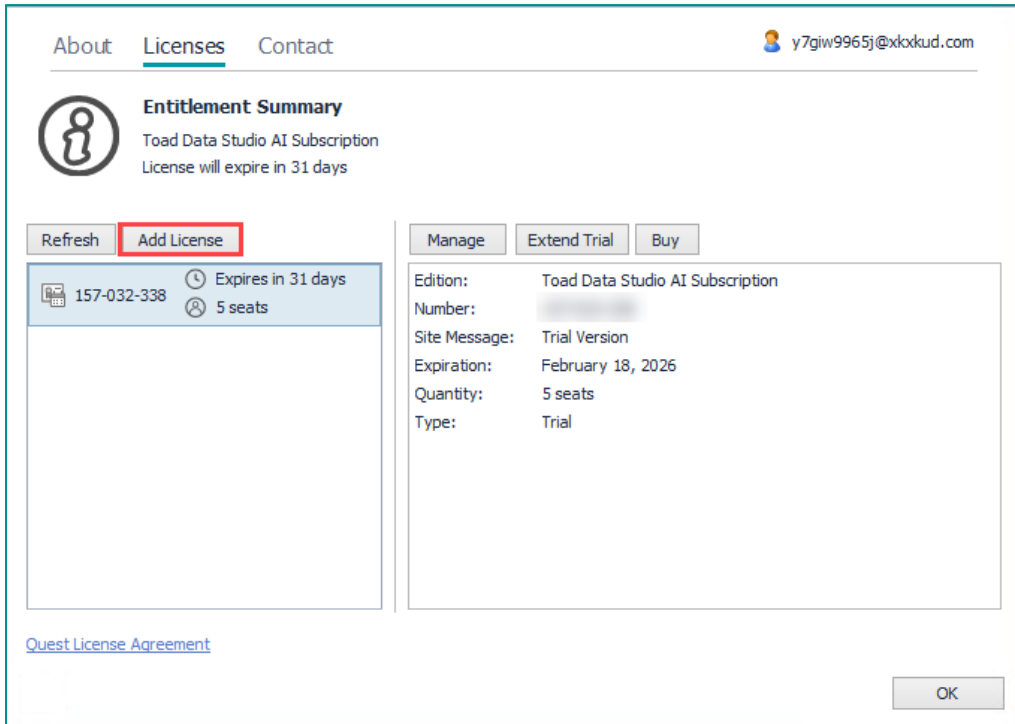 About Licenses Contact
y7giw9965j@xkxkud.com
Entitlement Summary
Toad Data Studio AI Subscription
License will expire in 31 days
Refresh Add License
157-032-338
Expires in 31 days
5 seats
Manage Extend Trial Buy
Edition: Toad Data Studio AI Subscription
Number:
Site Message: Trial Version
Expiration: February 18, 2026
Quantity: 5 seats
Type: Trial
Quest License Agreement
OK